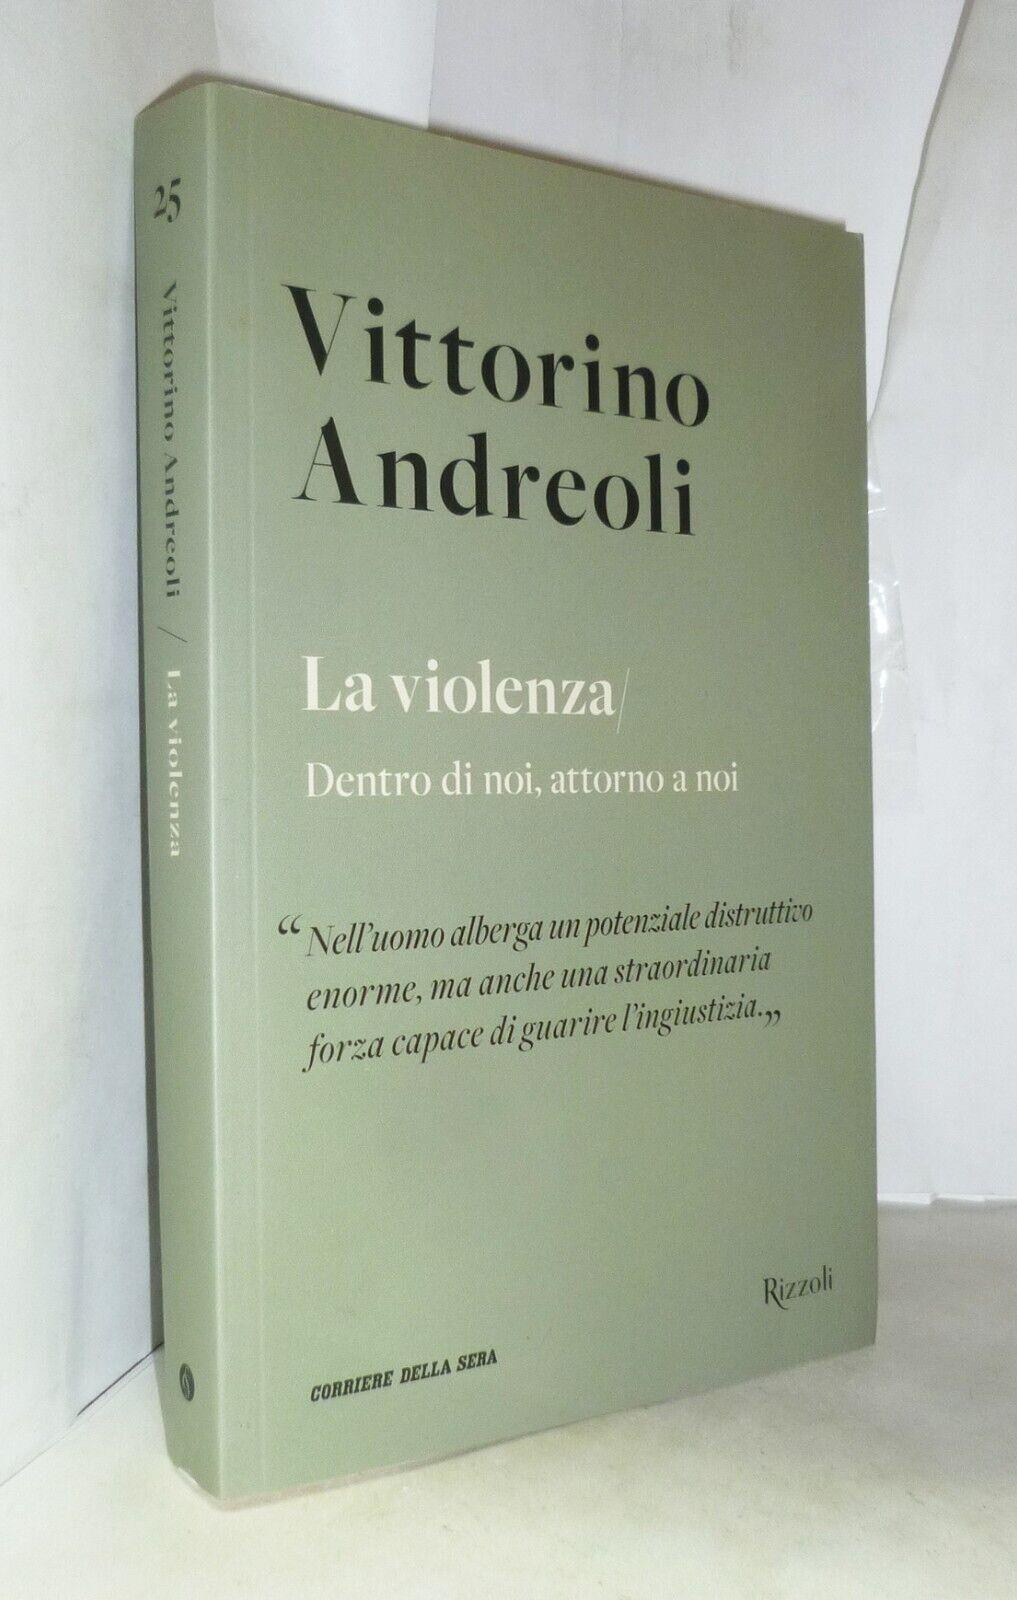 25
Vittorino Andreoli / La violenza
Vittorino
Andreoli
La violenza/
Dentro di noi, attorno a noi
“Nell'uomo alberga un potenziale distruttivo
enorme, ma anche una straordinaria
forza capace di guarire l'ingiustizia.„
Rizzoli
CORRIERE DELLA SERA